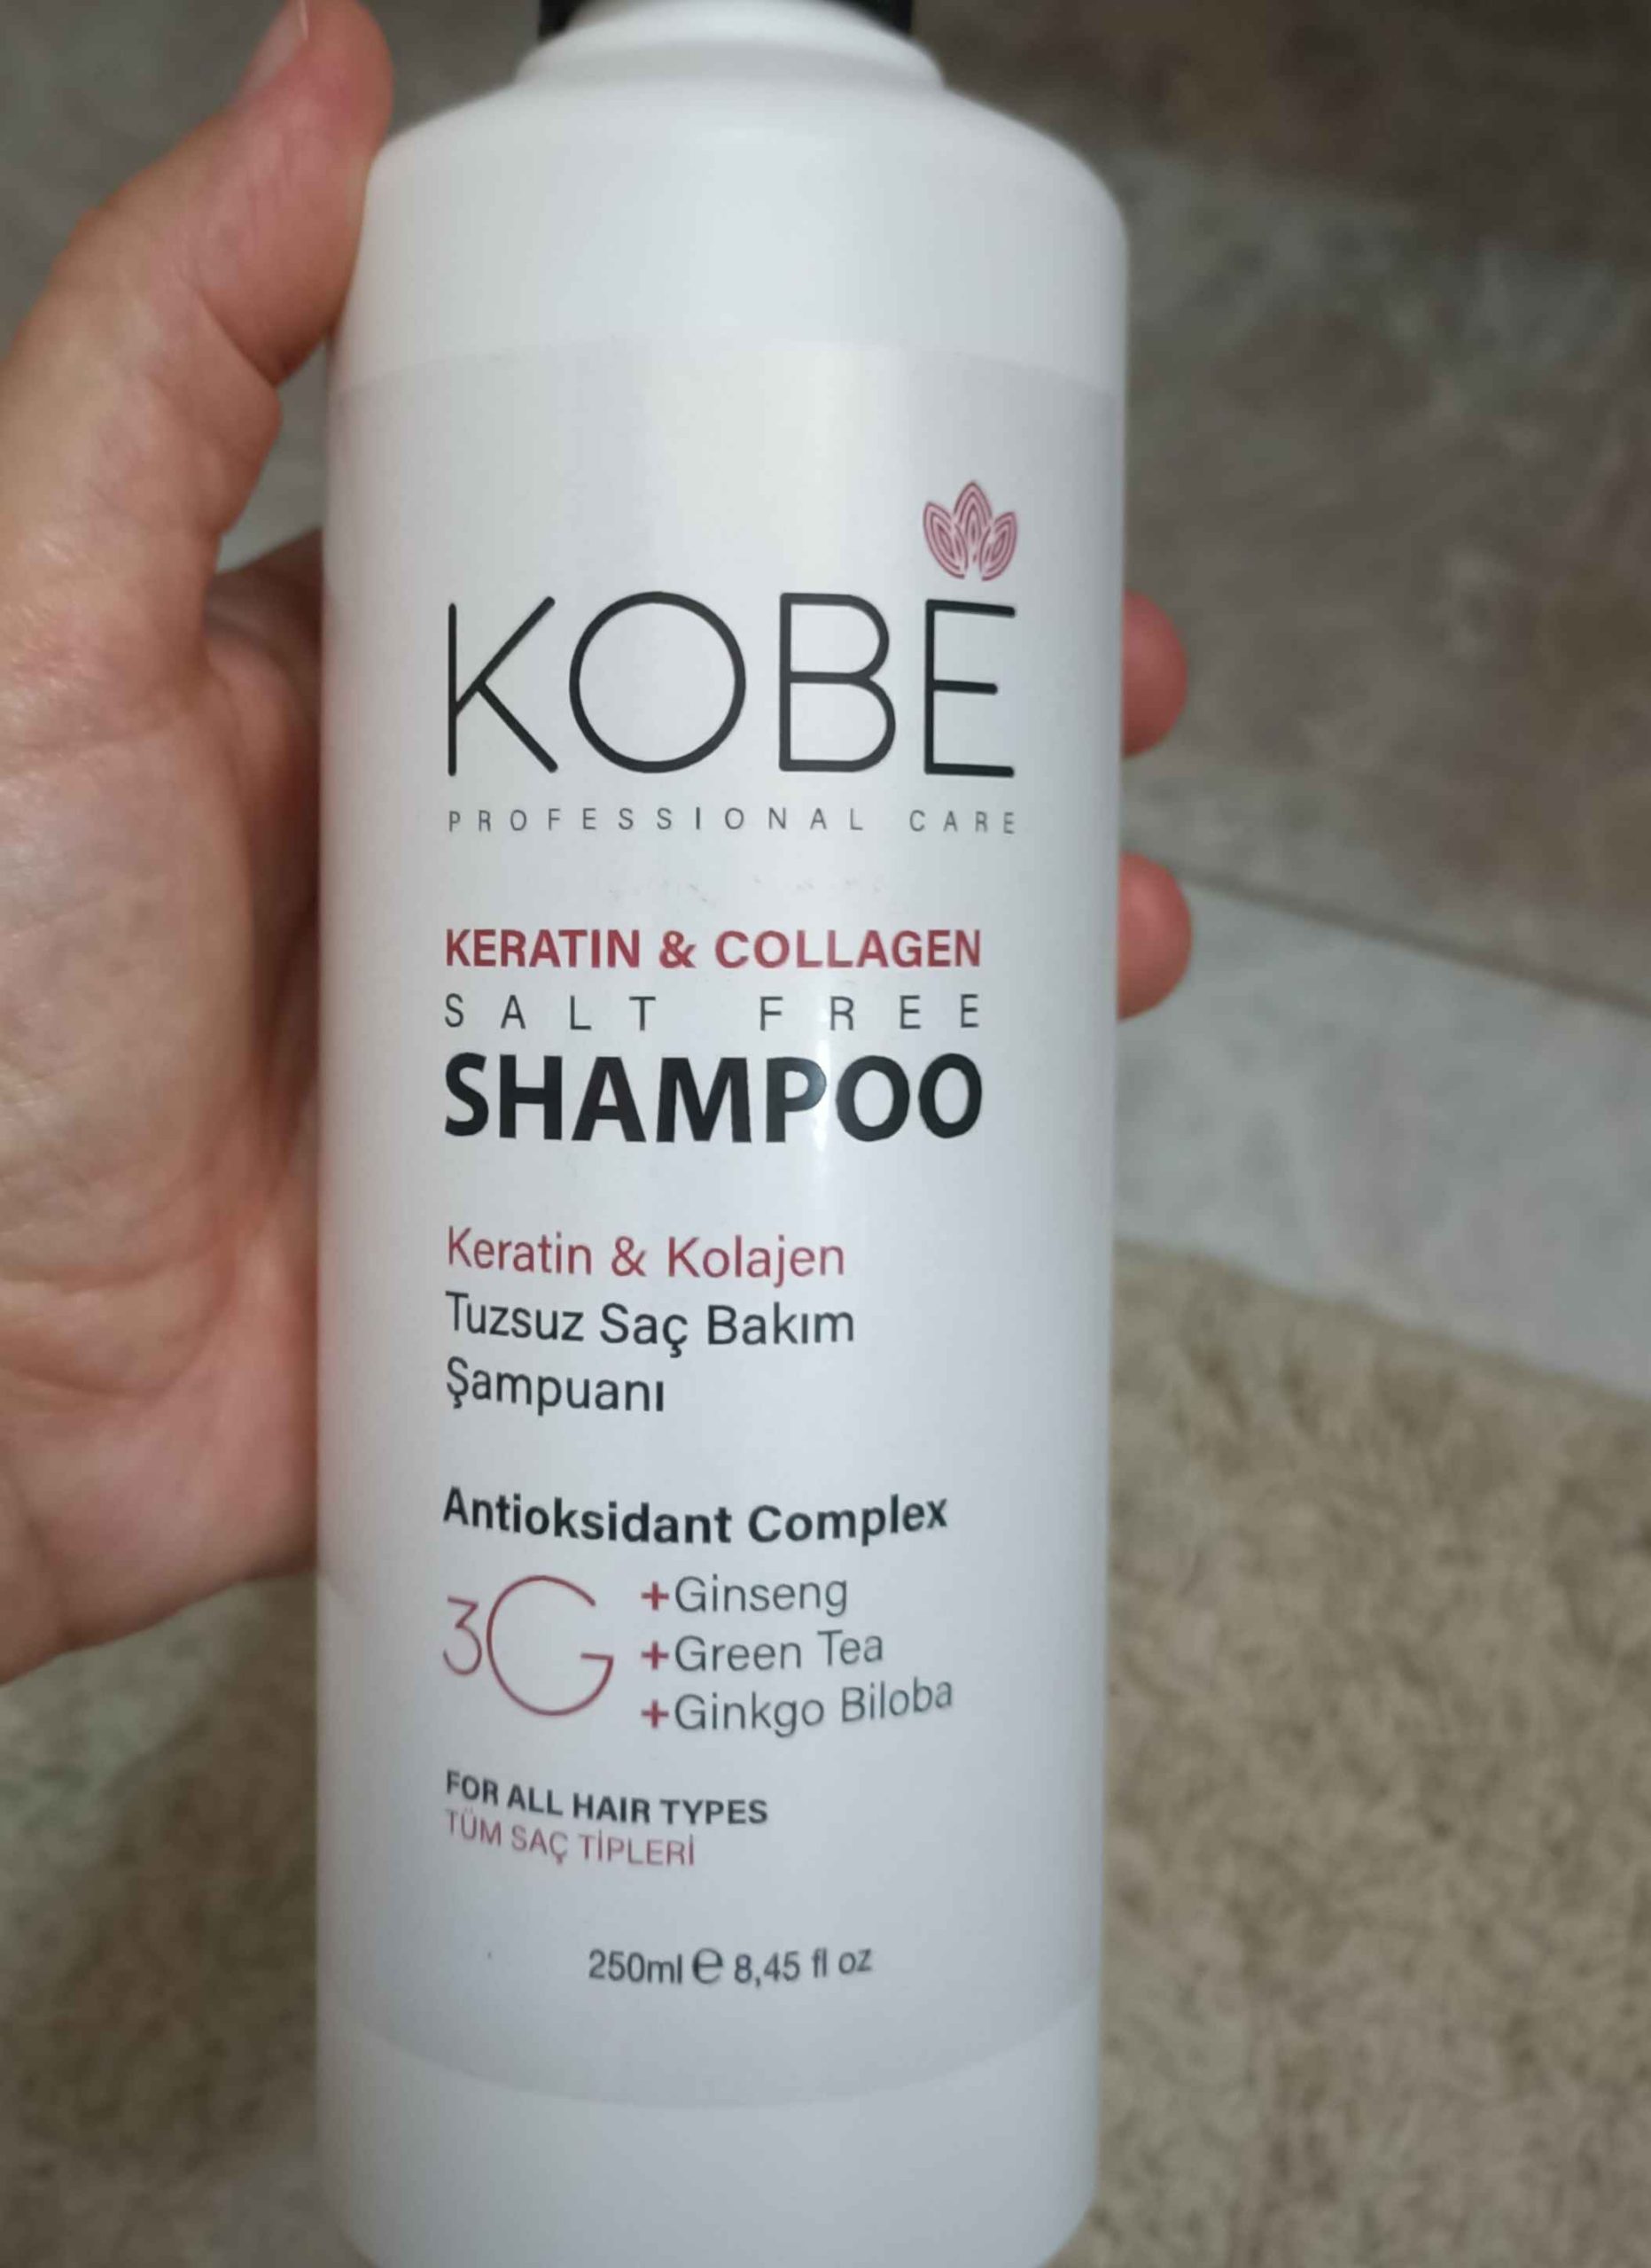 KOBE
PROFESSIONAL CARE
KERATIN & COLLAGEN
SALT FREE
SHAMPOO
Keratin & Kolajen
Tuzsuz Saç Bakım
Şampuanı
Antioksidant Complex
3G
+Ginseng
+Green Tea
+Ginkgo Biloba
FOR ALL HAIR TYPES
TÜM SAÇ TİPLERİ
250ml ℮ 8,45 fl oz